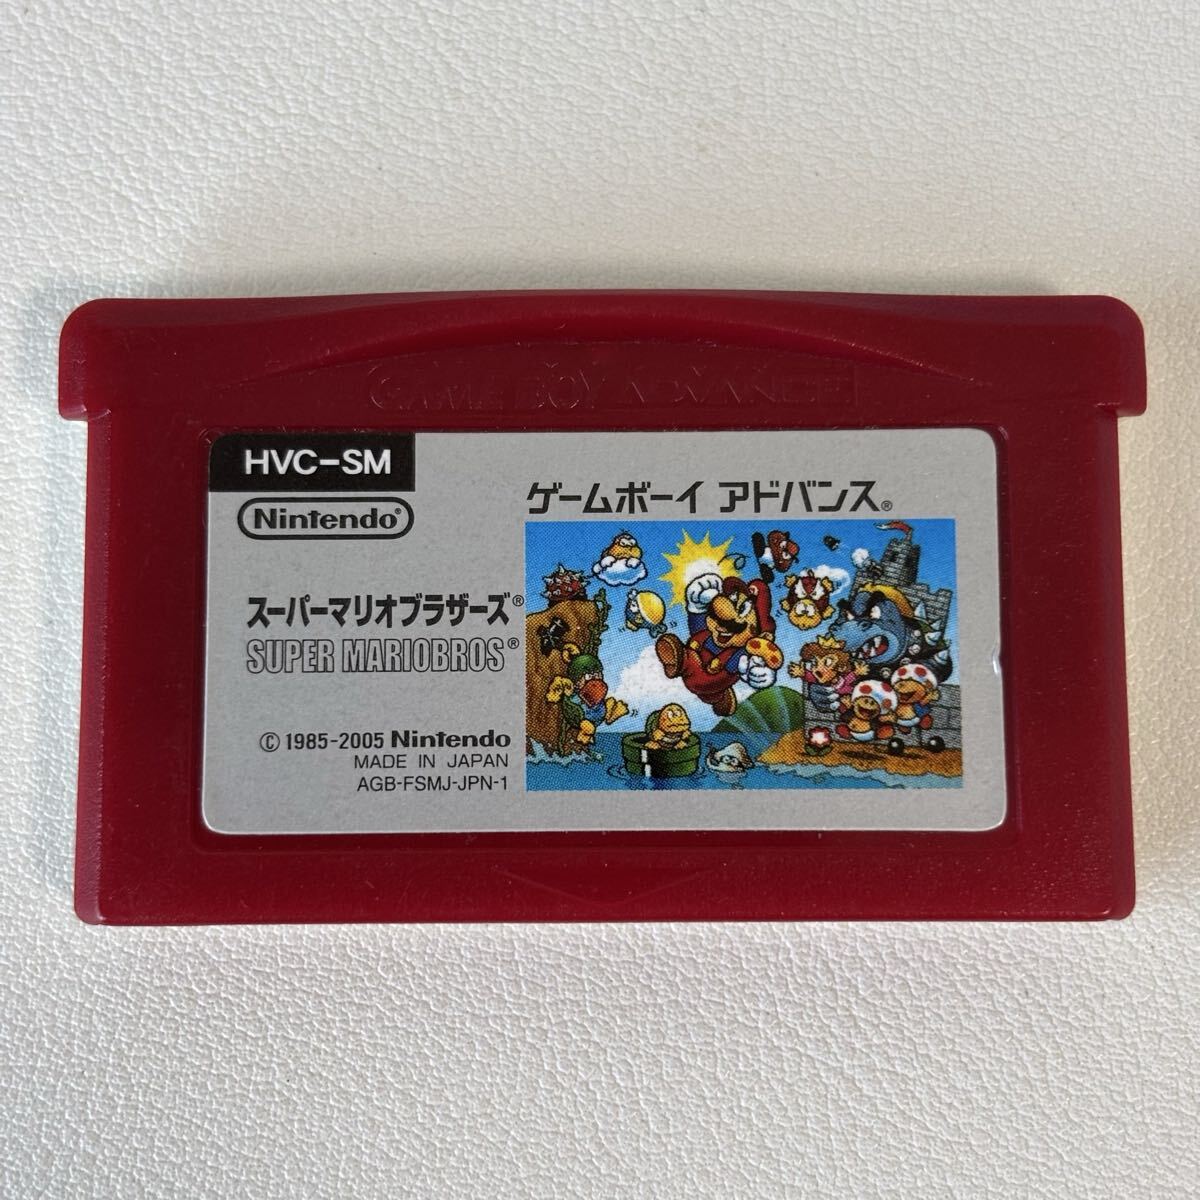 GAME BOY ADVANCE
HVC-SM
Nintendo®
ゲームボーイ アドバンス®
スーパーマリオブラザーズ®
SUPER MARIOBROS®
© 1985-2005 Nintendo
MADE IN JAPAN
AGB-FSMJ-JPN-1